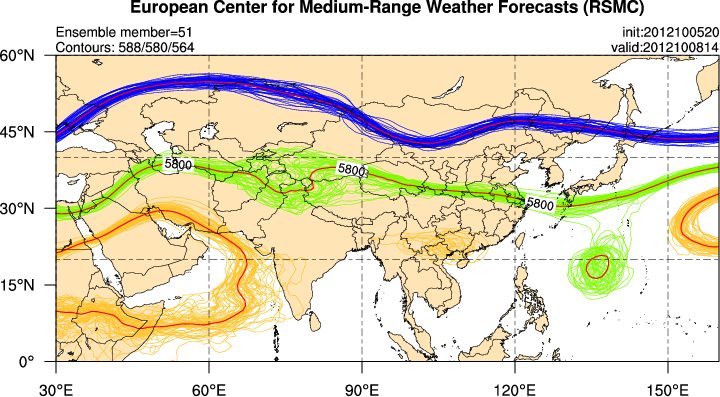 European Center for Medium-Range Weather Forecasts (RSMC)
Ensemble member=51
init:2012100520
Contours: 588/580/564
valid:2012100814
60°N
45°N
30°N
15°N
0°
5800
5800
5800
30°E
60°E
90°E
120°E
150°E